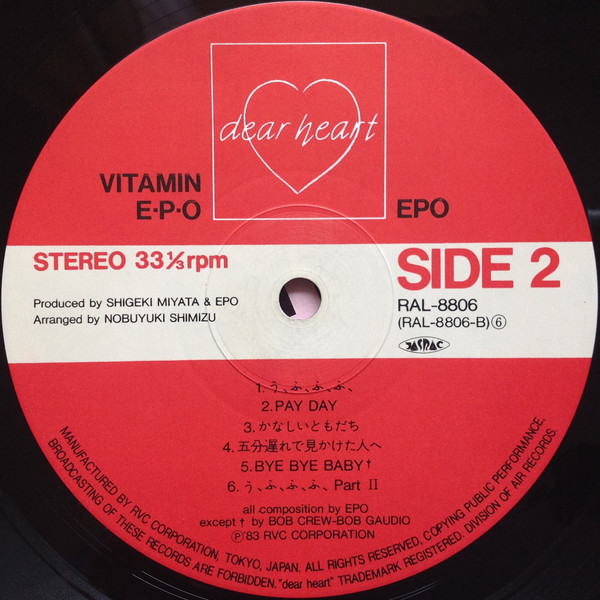 dear heart
VITAMIN
E·P·O
EPO
STEREO 33⅓rpm
SIDE 2
Produced by SHIGEKI MIYATA & EPO
Arranged by NOBUYUKI SHIMIZU
RAL-8806
(RAL-8806-B)⑥
JASRAC
1. う、ふ、ふ、ふ、
2. PAY DAY
3. かなしいともだち
4. 五分遅れで見かけた人へ
5. BYE BYE BABY†
6. う、ふ、ふ、ふ、Part II
all composition by EPO
except † by BOB CREW-BOB GAUDIO
Ⓟ'83 RVC CORPORATION
MANUFACTURED BY RVC CORPORATION, TOKYO, JAPAN. ALL RIGHTS RESERVED, COPYING PUBLIC PERFORMANCE,
BROADCASTING OF THESE RECORDS ARE FORBIDDEN. "dear heart" TRADEMARK REGISTERED. DIVISION OF AIR RECORDS.